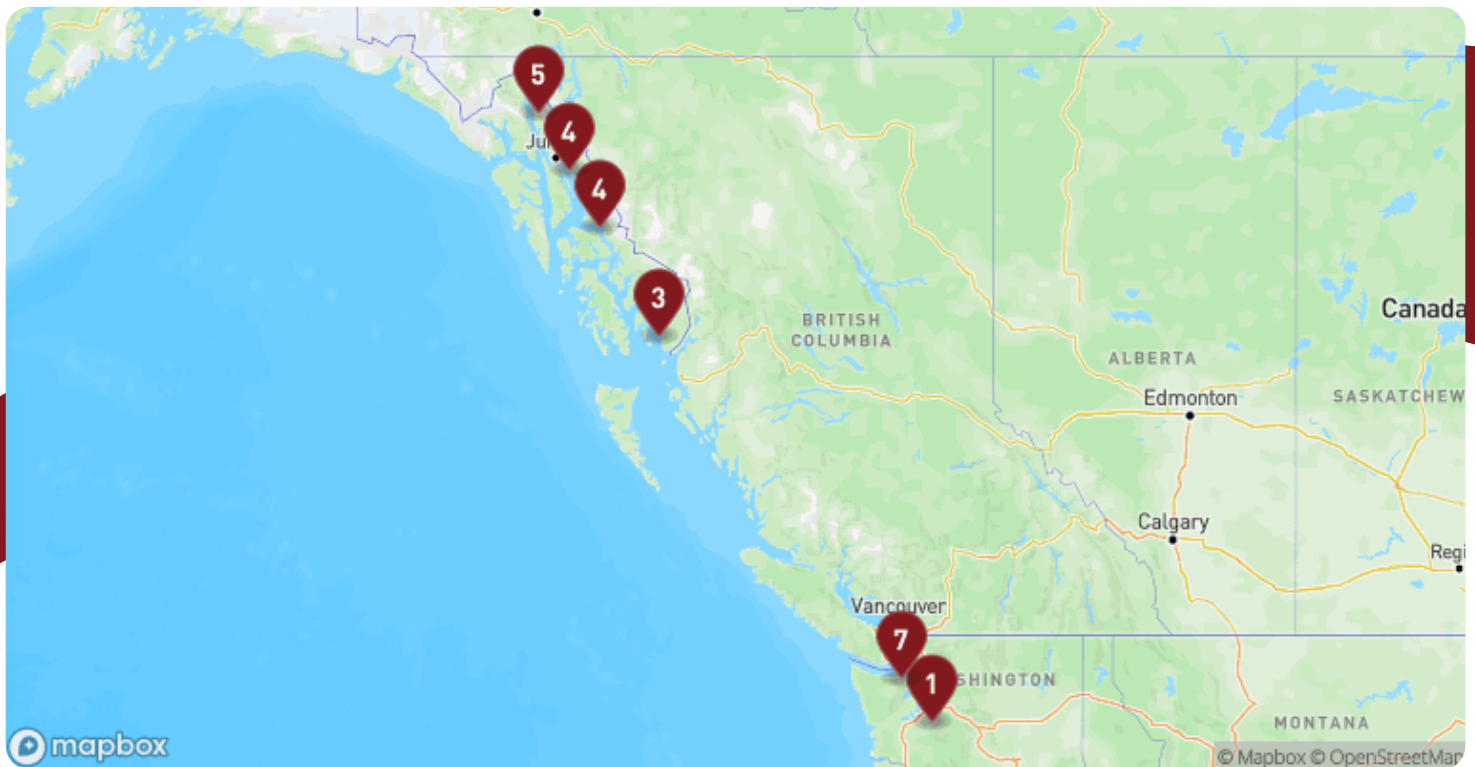 5
4
Ju
4
3
BRITISH
COLUMBIA
Canada
ALBERTA
Edmonton
SASKATCHEW
Calgary
Regi
Vancouver
7
1
SHINGTON
MONTANA
mapbox
© Mapbox © OpenStreetMap